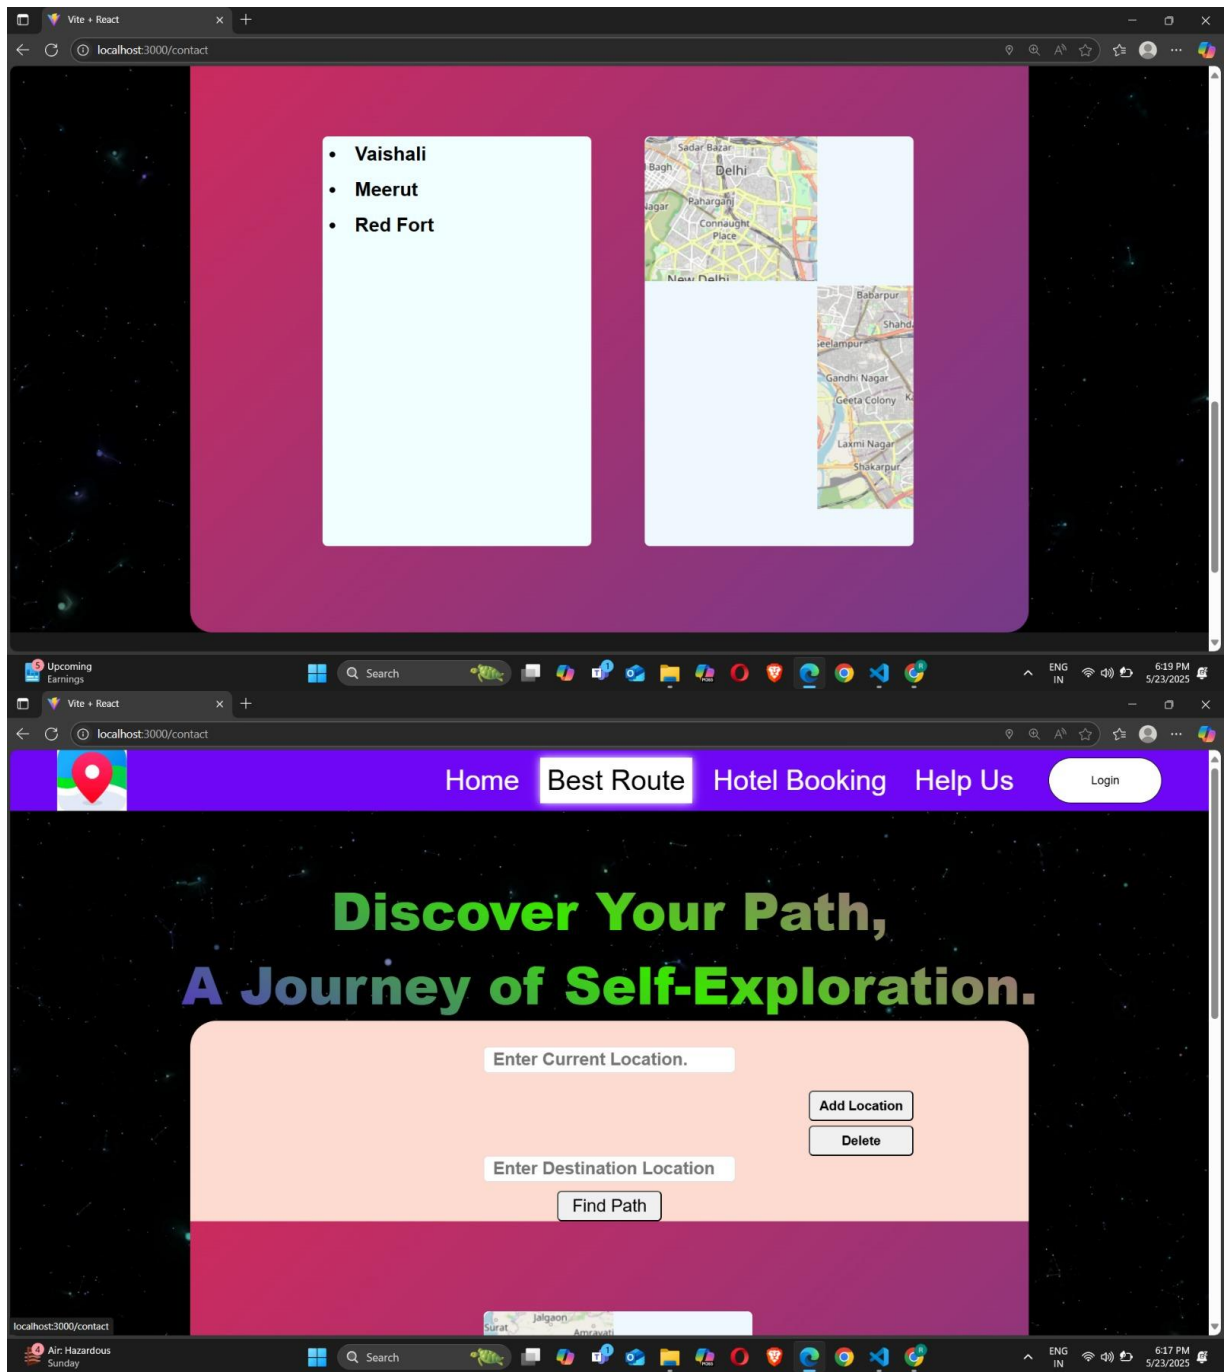 Vite + React
localhost:3000/contact
Vaishali
Meerut
Red Fort
Sadar Bazar
Bagh
Delhi
Nagar
Paharganj
Connaught
Place
New Delhi
Babarpur
Shahd
Seelampur
Gandhi Nagar
Geeta Colony
Laxmi Nagar
Shakarpur
5
Upcoming
Earnings
Search
ENG
IN
6:19 PM
5/23/2025
Vite + React
localhost:3000/contact
Home Best Route Hotel Booking Help Us Login
Discover Your Path,
A Journey of Self-Exploration.
Enter Current Location.
Add Location
Delete
Enter Destination Location
Find Path
Jalgaon
Surat
Amravati
localhost:3000/contact
4
Air: Hazardous
Sunday
Search
ENG
IN
6:17 PM
5/23/2025